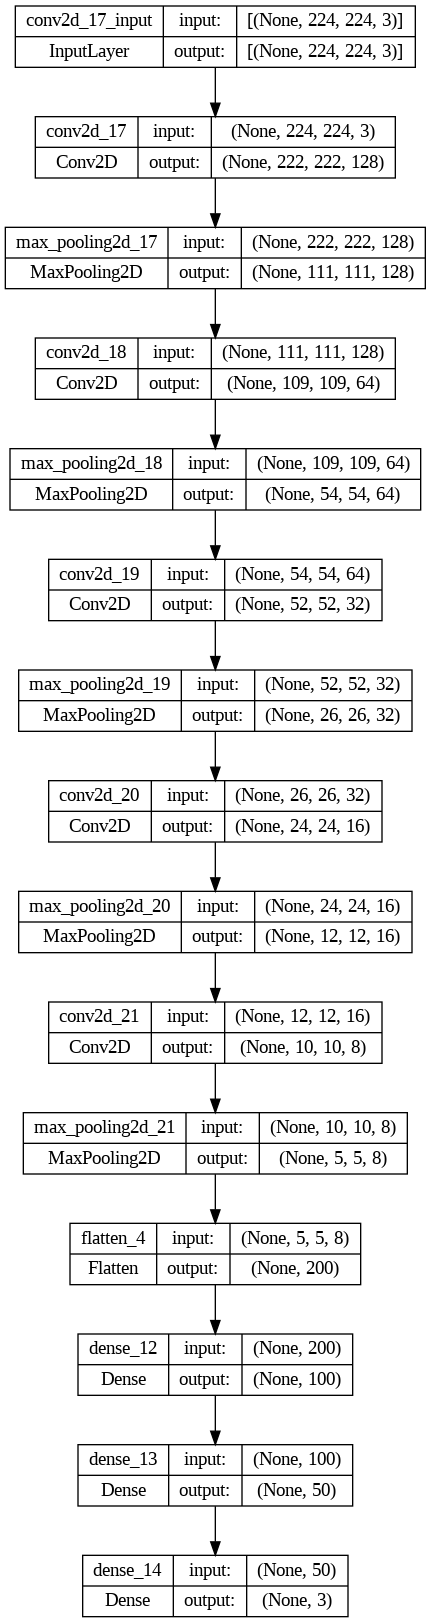 conv2d_17_input input: [(None, 224, 224, 3)]
InputLayer output: [(None, 224, 224, 3)]
conv2d_17 input: (None, 224, 224, 3)
Conv2D output: (None, 222, 222, 128)
max_pooling2d_17 input: (None, 222, 222, 128)
MaxPooling2D output: (None, 111, 111, 128)
conv2d_18 input: (None, 111, 111, 128)
Conv2D output: (None, 109, 109, 64)
max_pooling2d_18 input: (None, 109, 109, 64)
MaxPooling2D output: (None, 54, 54, 64)
conv2d_19 input: (None, 54, 54, 64)
Conv2D output: (None, 52, 52, 32)
max_pooling2d_19 input: (None, 52, 52, 32)
MaxPooling2D output: (None, 26, 26, 32)
conv2d_20 input: (None, 26, 26, 32)
Conv2D output: (None, 24, 24, 16)
max_pooling2d_20 input: (None, 24, 24, 16)
MaxPooling2D output: (None, 12, 12, 16)
conv2d_21 input: (None, 12, 12, 16)
Conv2D output: (None, 10, 10, 8)
max_pooling2d_21 input: (None, 10, 10, 8)
MaxPooling2D output: (None, 5, 5, 8)
flatten_4 input: (None, 5, 5, 8)
Flatten output: (None, 200)
dense_12 input: (None, 200)
Dense output: (None, 100)
dense_13 input: (None, 100)
Dense output: (None, 50)
dense_14 input: (None, 50)
Dense output: (None, 3)